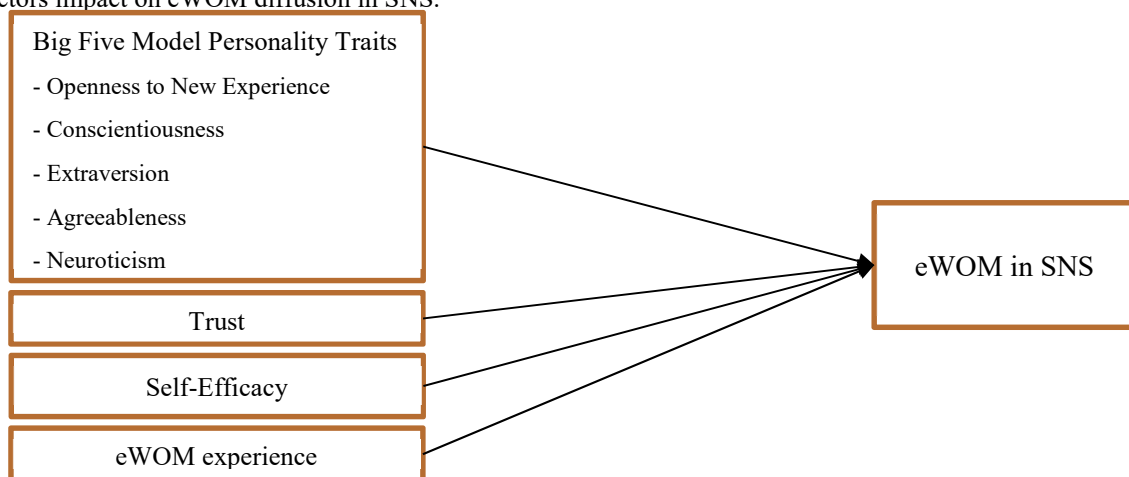 ctors impact on eWOM diffusion in SNS.
Big Five Model Personality Traits
- Openness to New Experience
- Conscientiousness
- Extraversion
- Agreeableness
- Neuroticism
eWOM in SNS
Trust
Self-Efficacy
eWOM experience